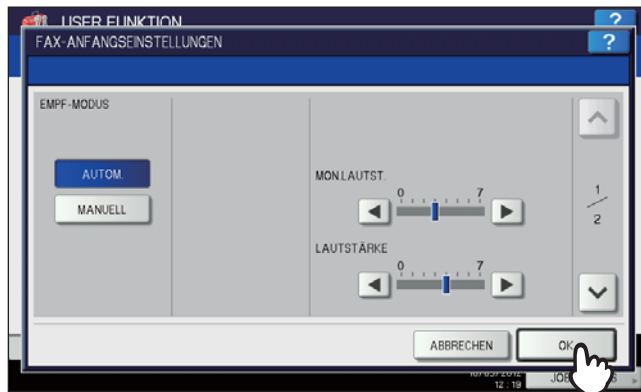 USER FUNKTION
?
FAX-ANFANGSEINSTELLUNGEN
?
EMPF-MODUS
AUTOM.
MANUELL
MON.LAUTST.
0 7
LAUTSTÄRKE
0 7
1
2
ABBRECHEN
OK
12 : 19